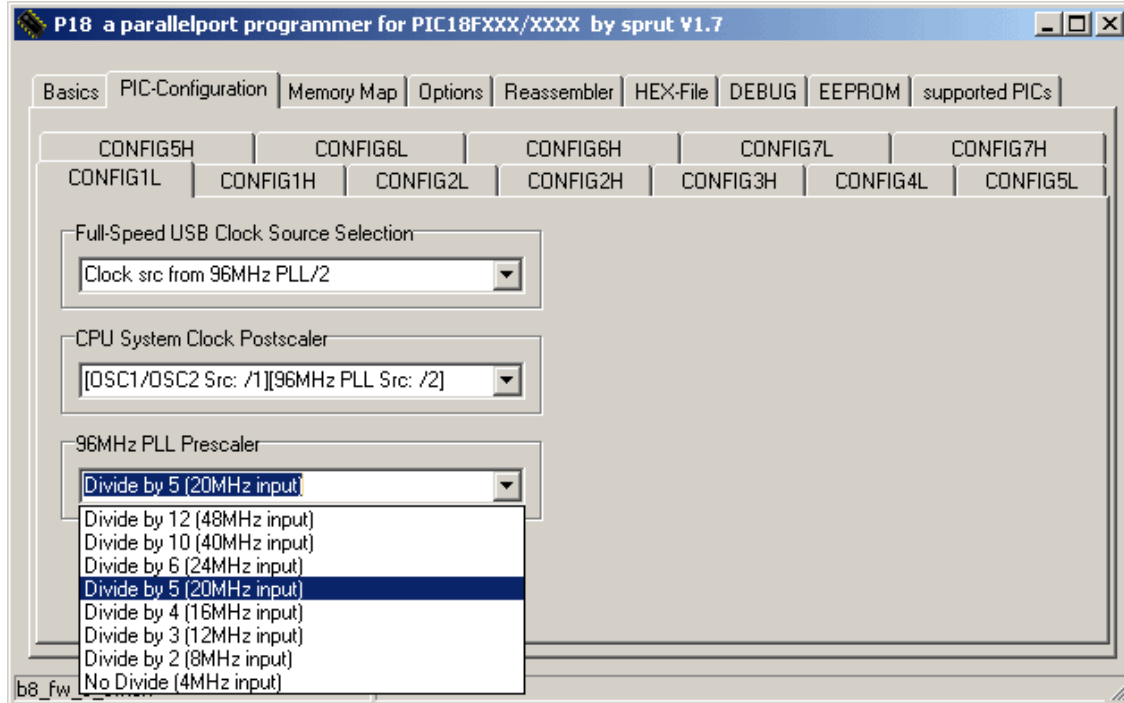 P18 a parallelport programmer for PIC18FXXX/XXXX by sprut V1.7
Basics PIC-Configuration Memory Map Options Reassembler HEX-File DEBUG EEPROM supported PICs
CONFIG5H CONFIG6L CONFIG6H CONFIG7L CONFIG7H
CONFIG1L CONFIG1H CONFIG2L CONFIG2H CONFIG3H CONFIG4L CONFIG5L
Full-Speed USB Clock Source Selection
Clock src from 96MHz PLL/2
CPU System Clock Postscaler
[OSC1/OSC2 Src: /1][96MHz PLL Src: /2]
96MHz PLL Prescaler
Divide by 5 (20MHz input)
Divide by 12 (48MHz input)
Divide by 10 (40MHz input)
Divide by 6 (24MHz input)
Divide by 5 (20MHz input)
Divide by 4 (16MHz input)
Divide by 3 (12MHz input)
Divide by 2 (8MHz input)
No Divide (4MHz input)